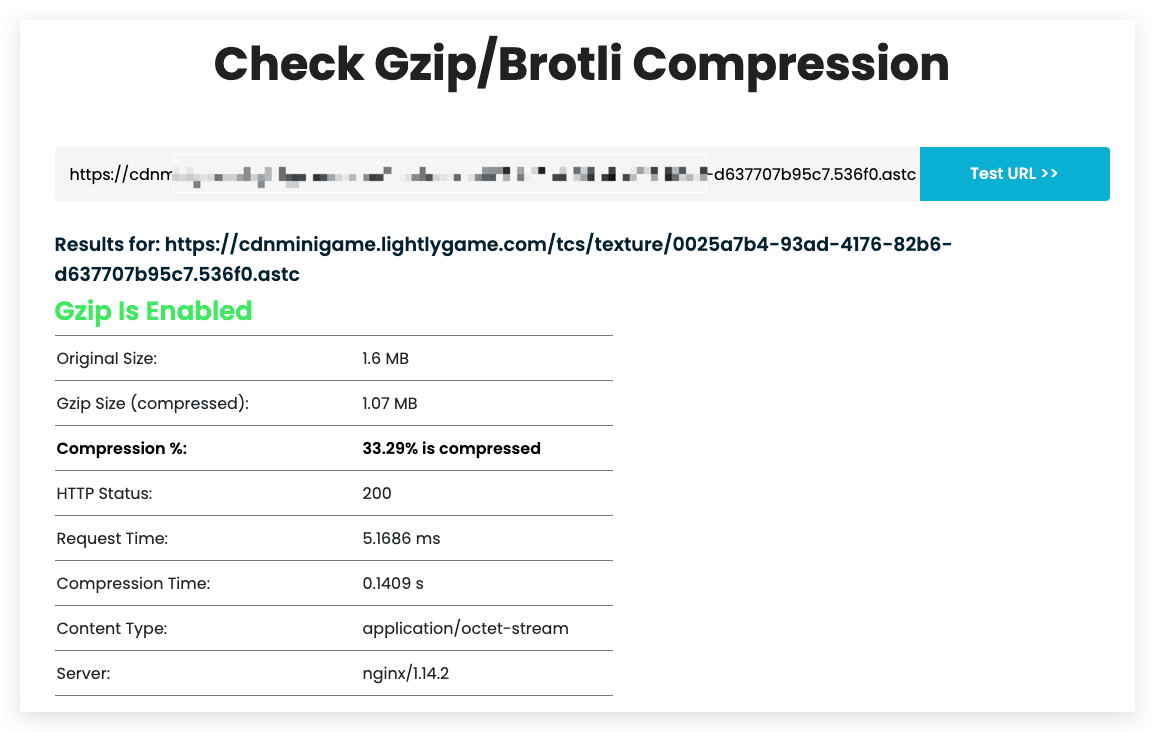 Check Gzip/Brotli Compression
https://cdnm -d637707b95c7.536f0.astc Test URL >>
Results for: https://cdnminigame.lightlygame.com/tcs/texture/0025a7b4-93ad-4176-82b6-
d637707b95c7.536f0.astc
Gzip Is Enabled
Original Size: 1.6 MB
Gzip Size (compressed): 1.07 MB
Compression %: 33.29% is compressed
HTTP Status: 200
Request Time: 5.1686 ms
Compression Time: 0.1409 s
Content Type: application/octet-stream
Server: nginx/1.14.2